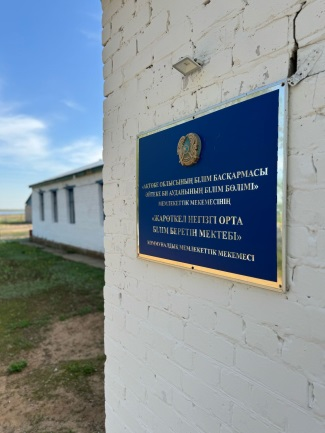 «АҚТӨБЕ ОБЛЫСЫНЫҢ БІЛІМ БАСҚАРМАСЫ
ӘЙТЕКЕ БИ АУДАНЫНЫҢ БІЛІМ БӨЛІМІ»
МЕМЛЕКЕТТІК МЕКЕМЕСІНІҢ
«ЖАРӨТКЕЛ НЕГІЗГІ ОРТА
БІЛІМ БЕРЕТІН МЕКТЕБІ»
КОММУНАЛДЫҚ МЕМЛЕКЕТТІК МЕКЕМЕСІ